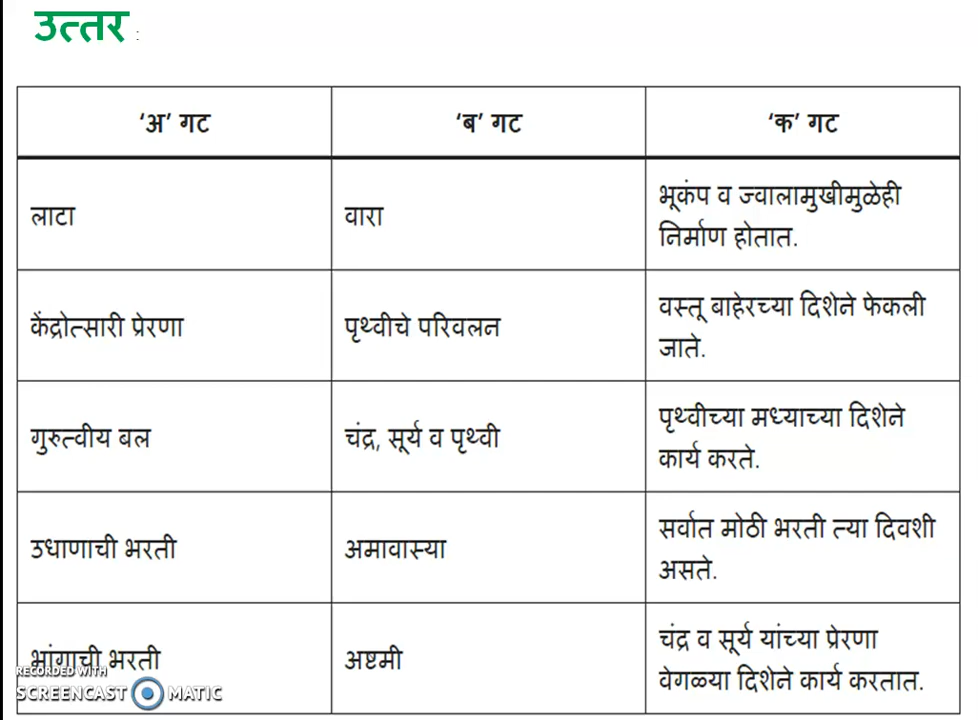 उत्तर :
‘अ’ गट ‘ब’ गट ‘क’ गट
लाटा वारा भूकंप व ज्वालामुखीमुळेही
निर्माण होतात.
केंद्रोत्सारी प्रेरणा पृथ्वीचे परिवलन वस्तू बाहेरच्या दिशेने फेकली
जाते.
गुरुत्वीय बल चंद्र, सूर्य व पृथ्वी पृथ्वीच्या मध्याच्या दिशेने
कार्य करते.
उधाणाची भरती अमावास्या सर्वात मोठी भरती त्या दिवशी
असते.
भांगाची भरती अष्टमी चंद्र व सूर्य यांच्या प्रेरणा
वेगळ्या दिशेने कार्य करतात.
RECORDED WITH
SCREENCAST MATIC